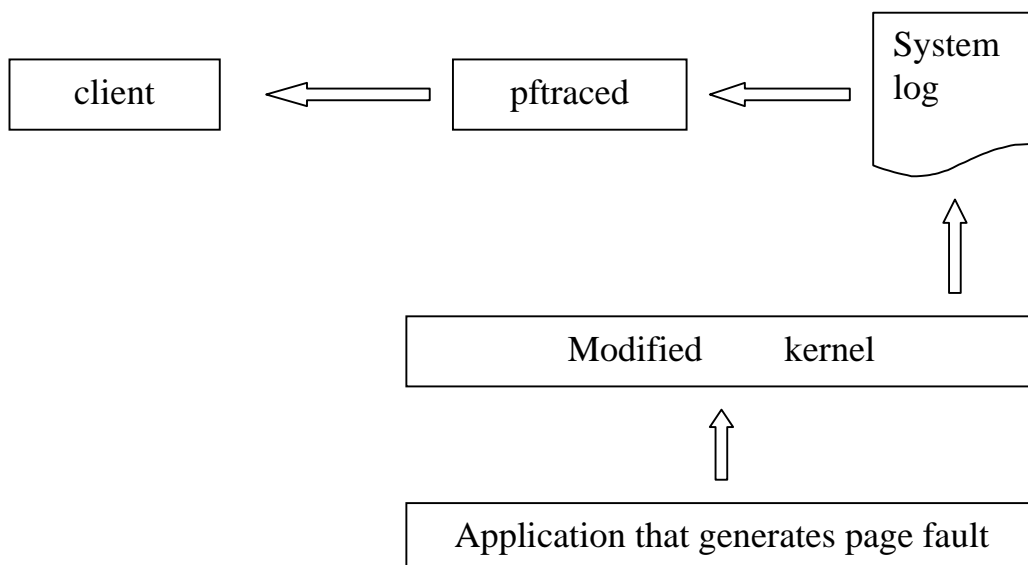 System
log
client
pftraced
Modified kernel
Application that generates page fault